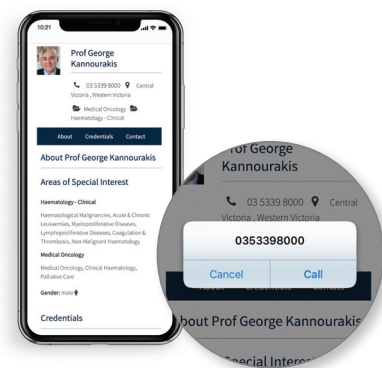 10:21
Prof George
Kannourakis
03 5339 8000 Central
Victoria , Western Victoria
Medical Oncology
Haematology - Clinical
About Credentials Contact
About Prof George Kannourakis
Areas of Special Interest
Haematology - Clinical
Haematological Malignancies, Acute & Chronic
Leukaemias, Myeloproliferative Diseases,
Lymphoproliferative Diseases, Coagulation &
Thrombosis, Non-Malignant Haematology
Medical Oncology
Medical Oncology, Clinical Haematology,
Palliative Care
Gender: male
Credentials
Prof George
Kannourakis
03 5339 8000 Central
Victoria , Western Victoria
0353398000
Cancel Call
About Credentials Contact
bout Prof George Kannourakis
Special Interes